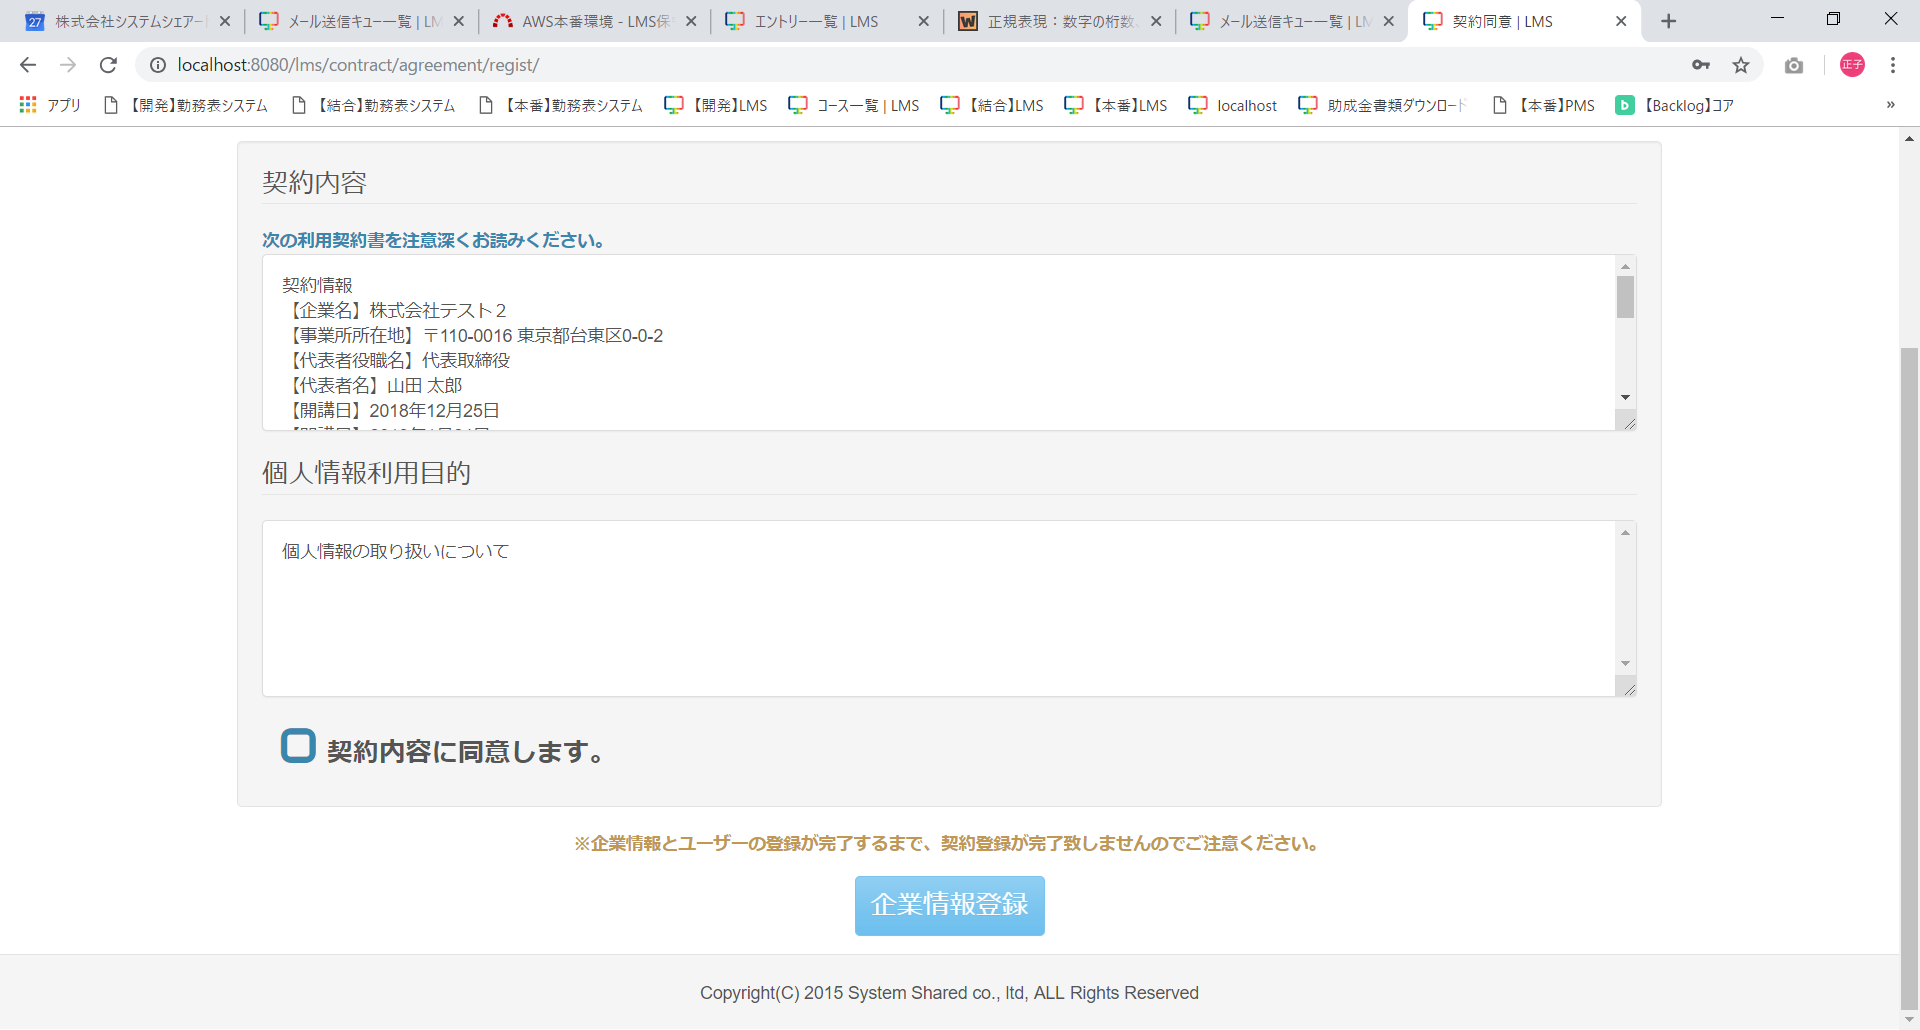 27 株式会社システムシェアー
メール送信キュー一覧 | LM
AWS本番環境 - LMS保
エントリー一覧 | LMS
正規表現：数字の桁数、
メール送信キュー一覧 | LM
契約同意 | LMS
localhost:8080/lms/contract/agreement/regist/
正子
アプリ
【開発】勤務表システム
【結合】勤務表システム
【本番】勤務表システム
【開発】LMS
コース一覧 | LMS
【結合】LMS
【本番】LMS
localhost
助成金書類ダウンロード
【本番】PMS
b 【Backlog】コア
»
契約内容
次の利用契約書を注意深くお読みください。
契約情報
【企業名】株式会社テスト２
【事業所所在地】〒110-0016 東京都台東区0-0-2
【代表者役職名】代表取締役
【代表者名】山田 太郎
【開講日】2018年12月25日
個人情報利用目的
個人情報の取り扱いについて
契約内容に同意します。
※企業情報とユーザーの登録が完了するまで、契約登録が完了致しませんのでご注意ください。
企業情報登録
Copyright(C) 2015 System Shared co., ltd, ALL Rights Reserved